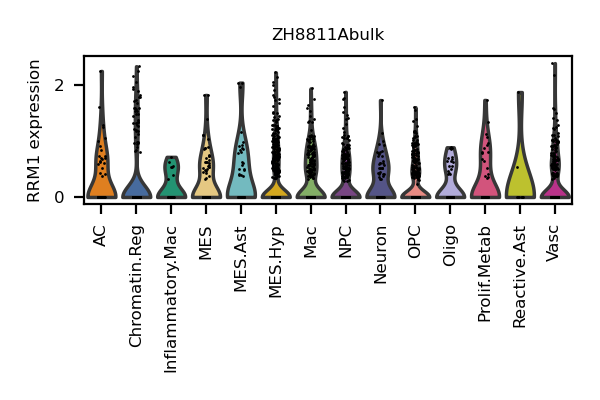 ZH8811Abulk
RRM1 expression
2
0
AC
Chromatin.Reg
Inflammatory.Mac
MES
MES.Ast
MES.Hyp
Mac
NPC
Neuron
OPC
Oligo
Prolif.Metab
Reactive.Ast
Vasc